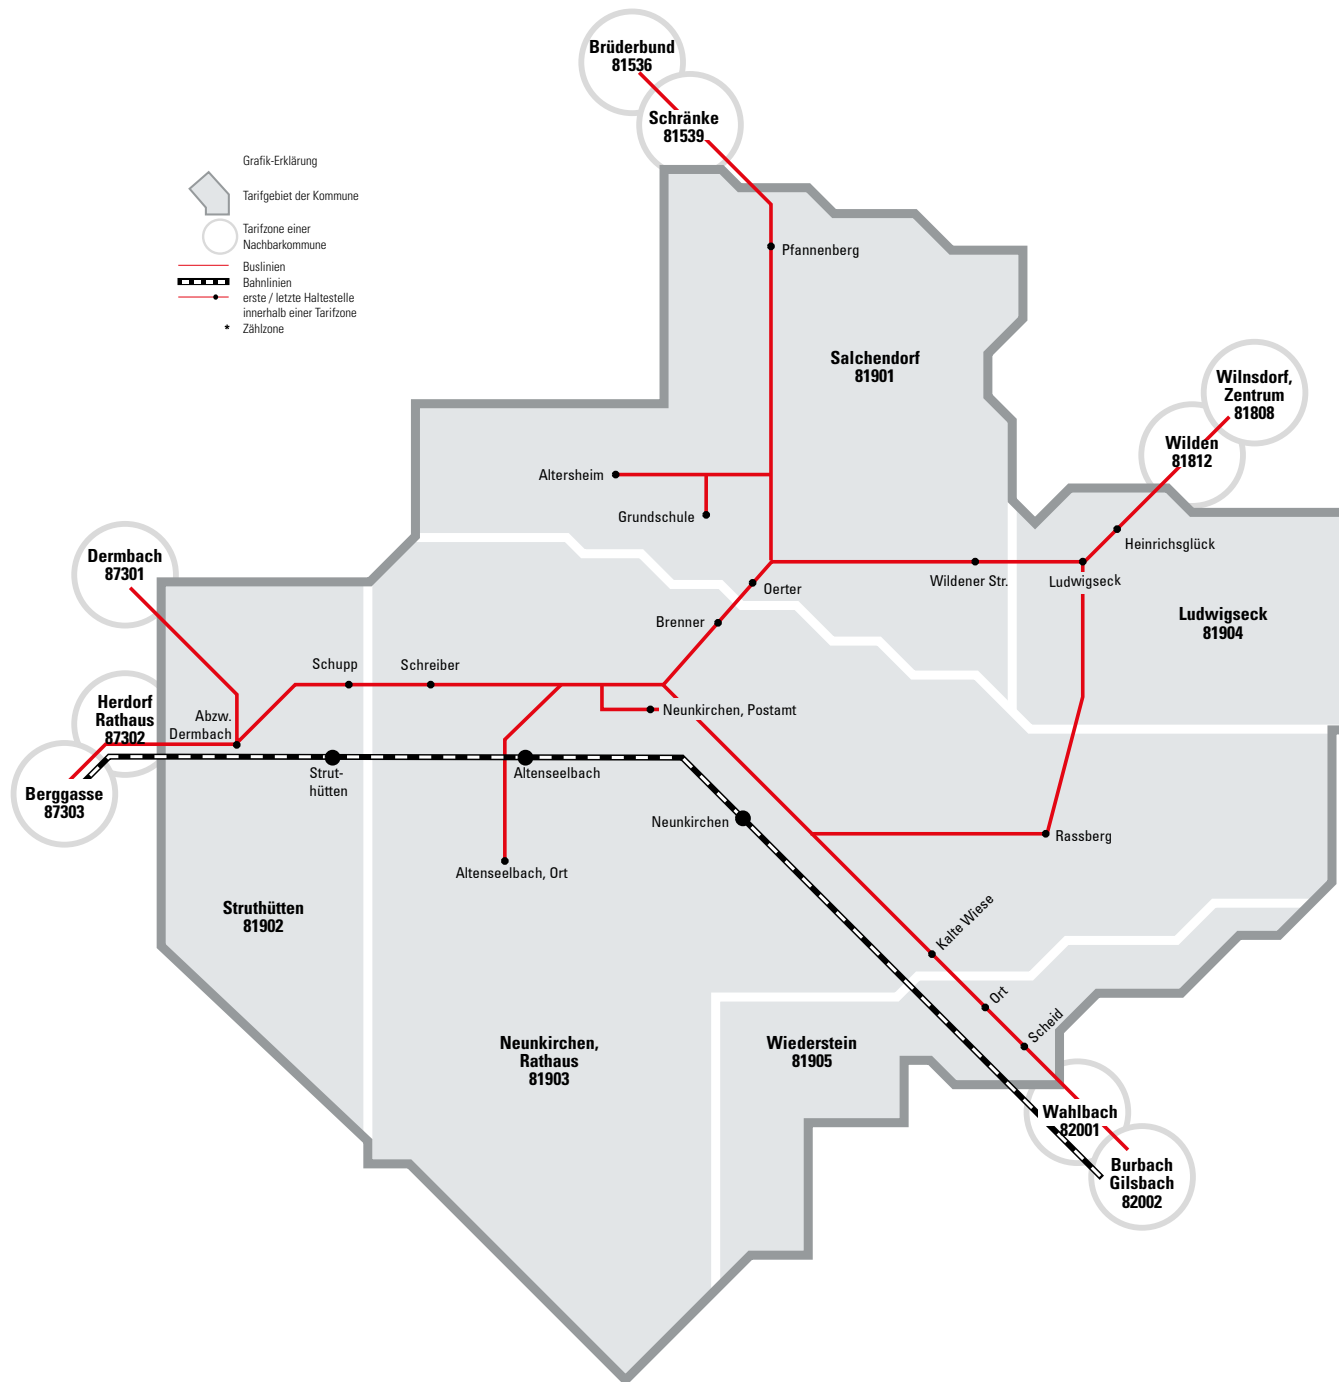 Brüderbund
81536
Schränke
81539
Grafik-Erklärung
Tarifgebiet der Kommune
Tarifzone einer
Nachbarkommune
Buslinien
Bahnlinien
erste / letzte Haltestelle
innerhalb einer Tarifzone
* Zählzone
Pfannenberg
Salchendorf
81901
Wilnsdorf,
Zentrum
81808
Wilden
81812
Altersheim
Grundschule
Heinrichsglück
Dermbach
87301
Oerter
Wildener Str.
Ludwigseck
Brenner
Ludwigseck
81904
Schupp
Schreiber
Herdorf
Rathaus
87302
Abzw.
Dermbach
Neunkirchen, Postamt
Strut-
hütten
Altenseelbach
Berggasse
87303
Neunkirchen
Rassberg
Altenseelbach, Ort
Struthütten
81902
Kalte Wiese
Ort
Scheid
Neunkirchen,
Rathaus
81903
Wiederstein
81905
Wahlbach
82001
Burbach
Gilsbach
82002